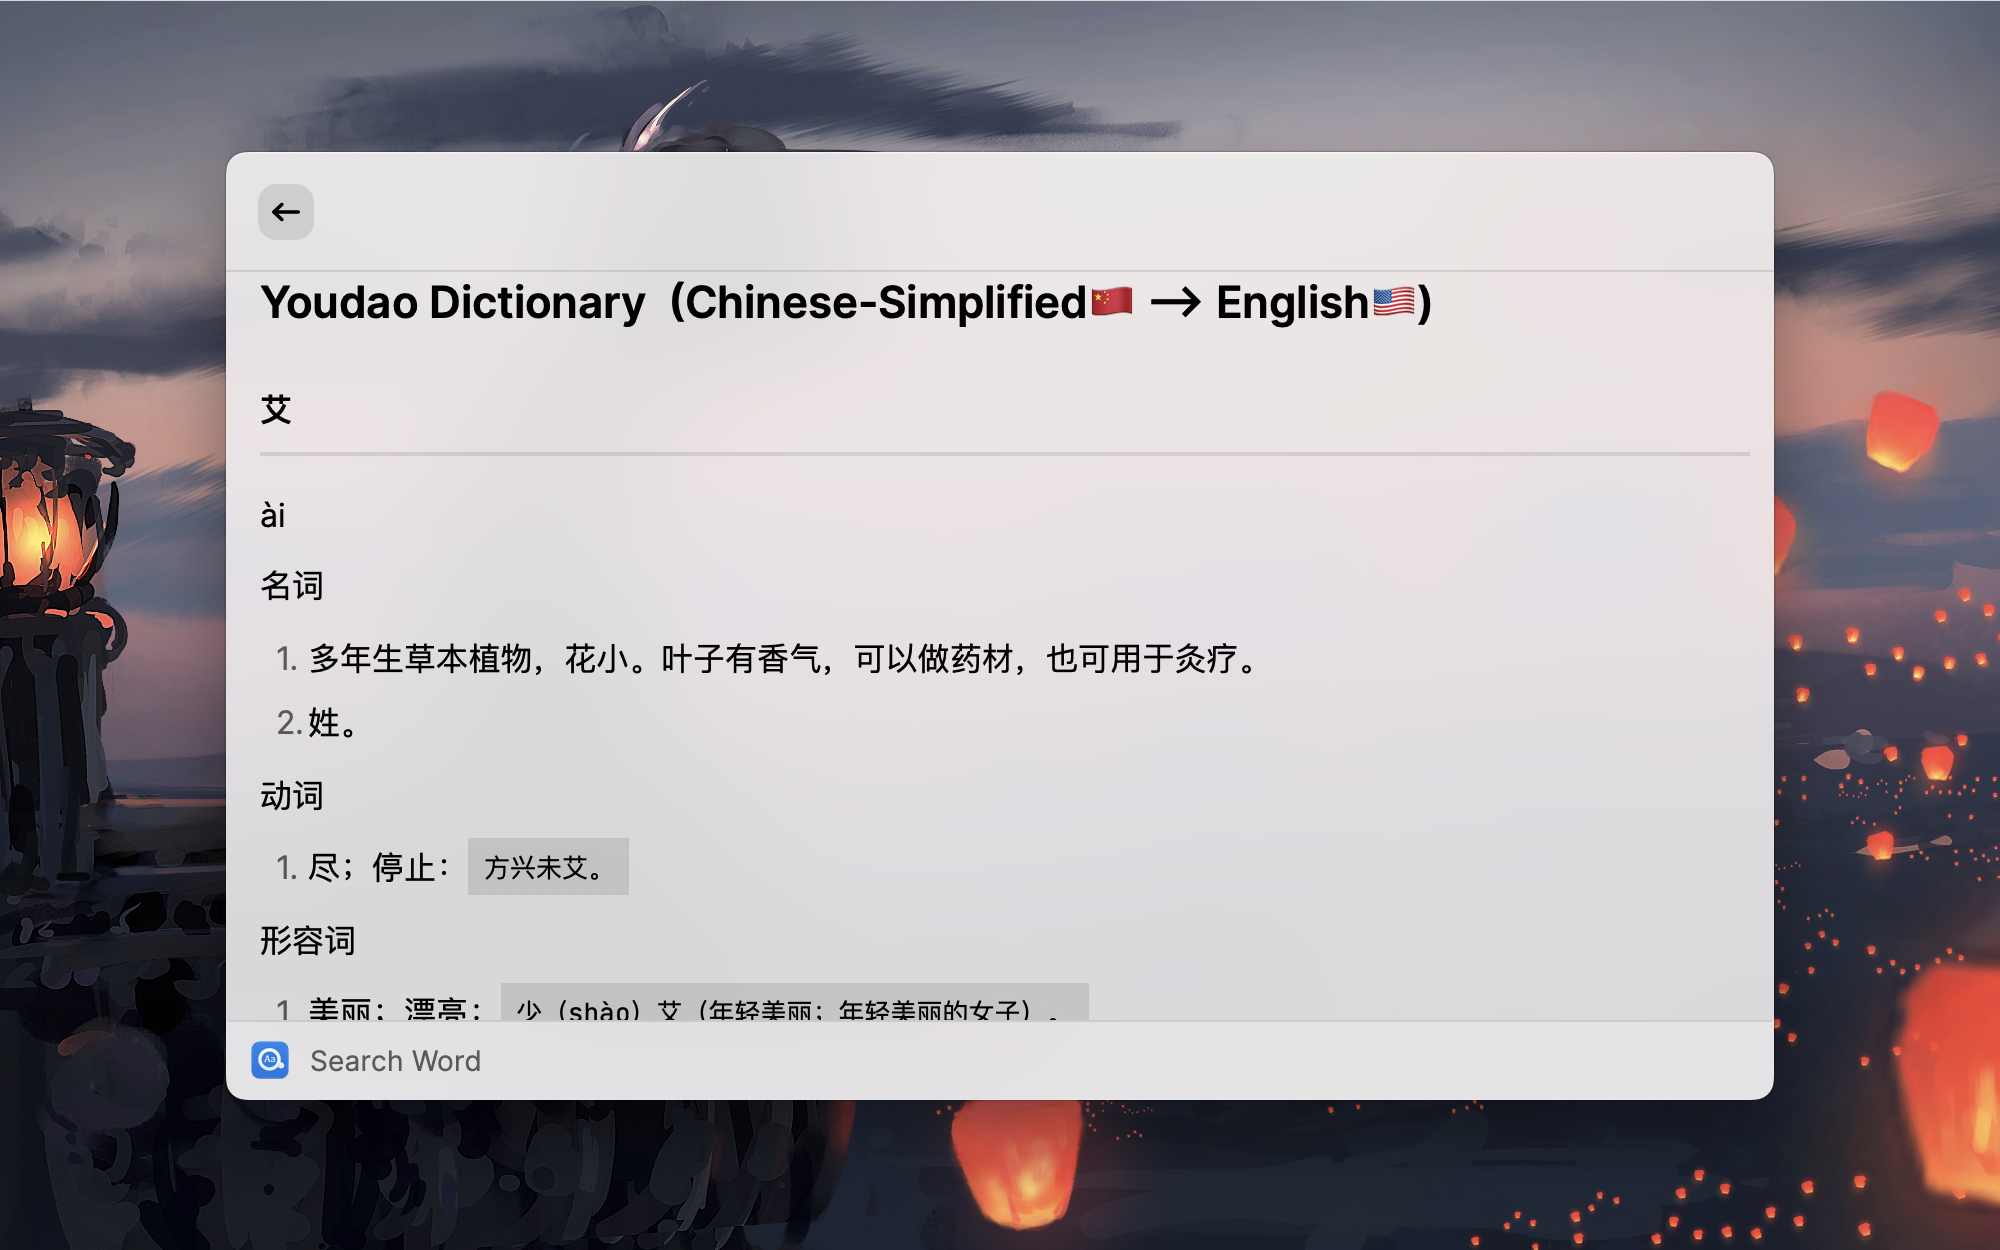 Youdao Dictionary（Chinese-Simplified🇨🇳 → English🇺🇸）
艾
ài
名词
1. 多年生草本植物，花小。叶子有香气，可以做药材，也可用于灸疗。
2. 姓。
动词
1. 尽；停止： 方兴未艾。
形容词
1. 美丽；漂亮： 少（shào）艾（年轻美丽；年轻美丽的女子）。
Aa Search Word